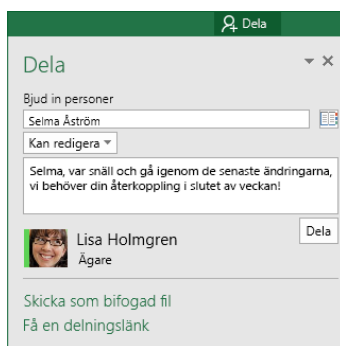 Dela
Dela
Bjud in personer
Selma Åström
Kan redigera
Selma, var snäll och gå igenom de senaste ändringarna,
vi behöver din återkoppling i slutet av veckan!
Dela
Lisa Holmgren
Ägare
Skicka som bifogad fil
Få en delningslänk